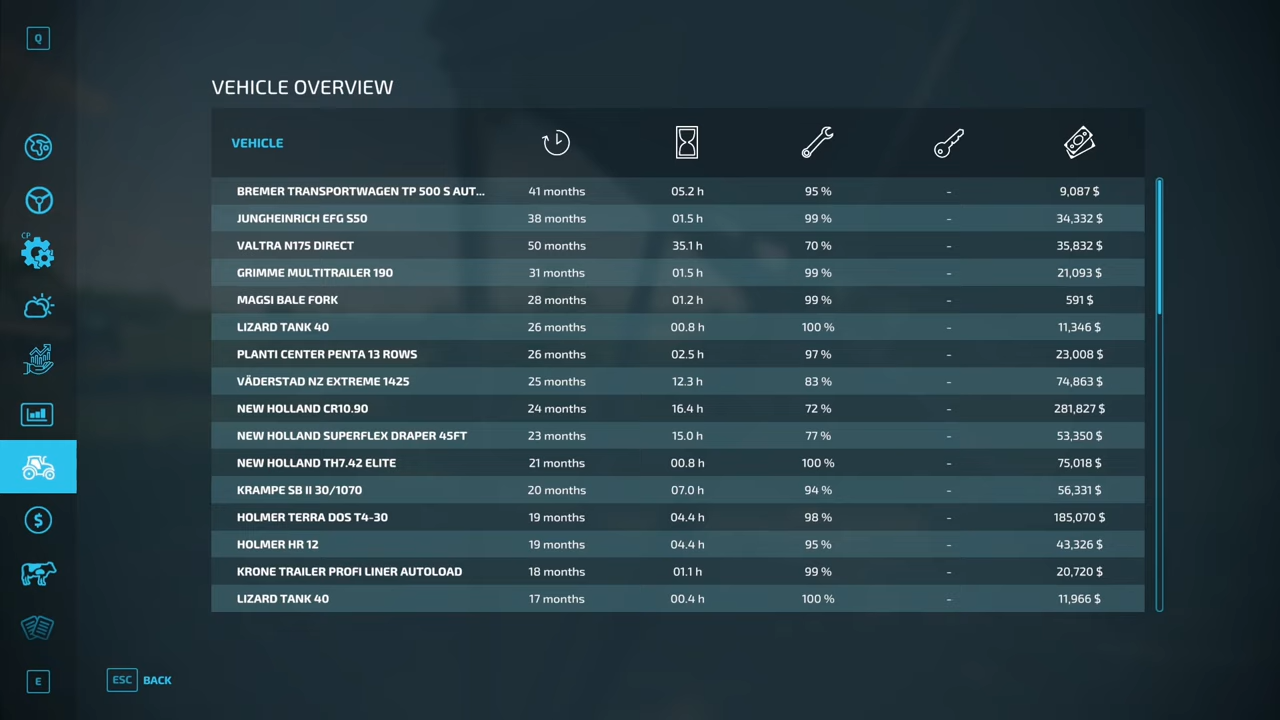 Q
VEHICLE OVERVIEW
VEHICLE
BREMER TRANSPORTWAGEN TP 500 S AUT... 41 months 05.2 h 95 % - 9,087 $
JUNGHEINRICH EFG S50 38 months 01.5 h 99 % - 34,332 $
VALTRA N175 DIRECT 50 months 35.1 h 70 % - 35,832 $
CP
GRIMME MULTITRAILER 190 31 months 01.5 h 99 % - 21,093 $
MAGSI BALE FORK 28 months 01.2 h 99 % - 591 $
LIZARD TANK 40 26 months 00.8 h 100 % - 11,346 $
PLANTI CENTER PENTA 13 ROWS 26 months 02.5 h 97 % - 23,008 $
VÄDERSTAD NZ EXTREME 1425 25 months 12.3 h 83 % - 74,863 $
NEW HOLLAND CR10.90 24 months 16.4 h 72 % - 281,827 $
NEW HOLLAND SUPERFLEX DRAPER 45FT 23 months 15.0 h 77 % - 53,350 $
NEW HOLLAND TH7.42 ELITE 21 months 00.8 h 100 % - 75,018 $
KRAMPE SB II 30/1070 20 months 07.0 h 94 % - 56,331 $
HOLMER TERRA DOS T4-30 19 months 04.4 h 98 % - 185,070 $
$
HOLMER HR 12 19 months 04.4 h 95 % - 43,326 $
KRONE TRAILER PROFI LINER AUTOLOAD 18 months 01.1 h 99 % - 20,720 $
LIZARD TANK 40 17 months 00.4 h 100 % - 11,966 $
E
ESC BACK